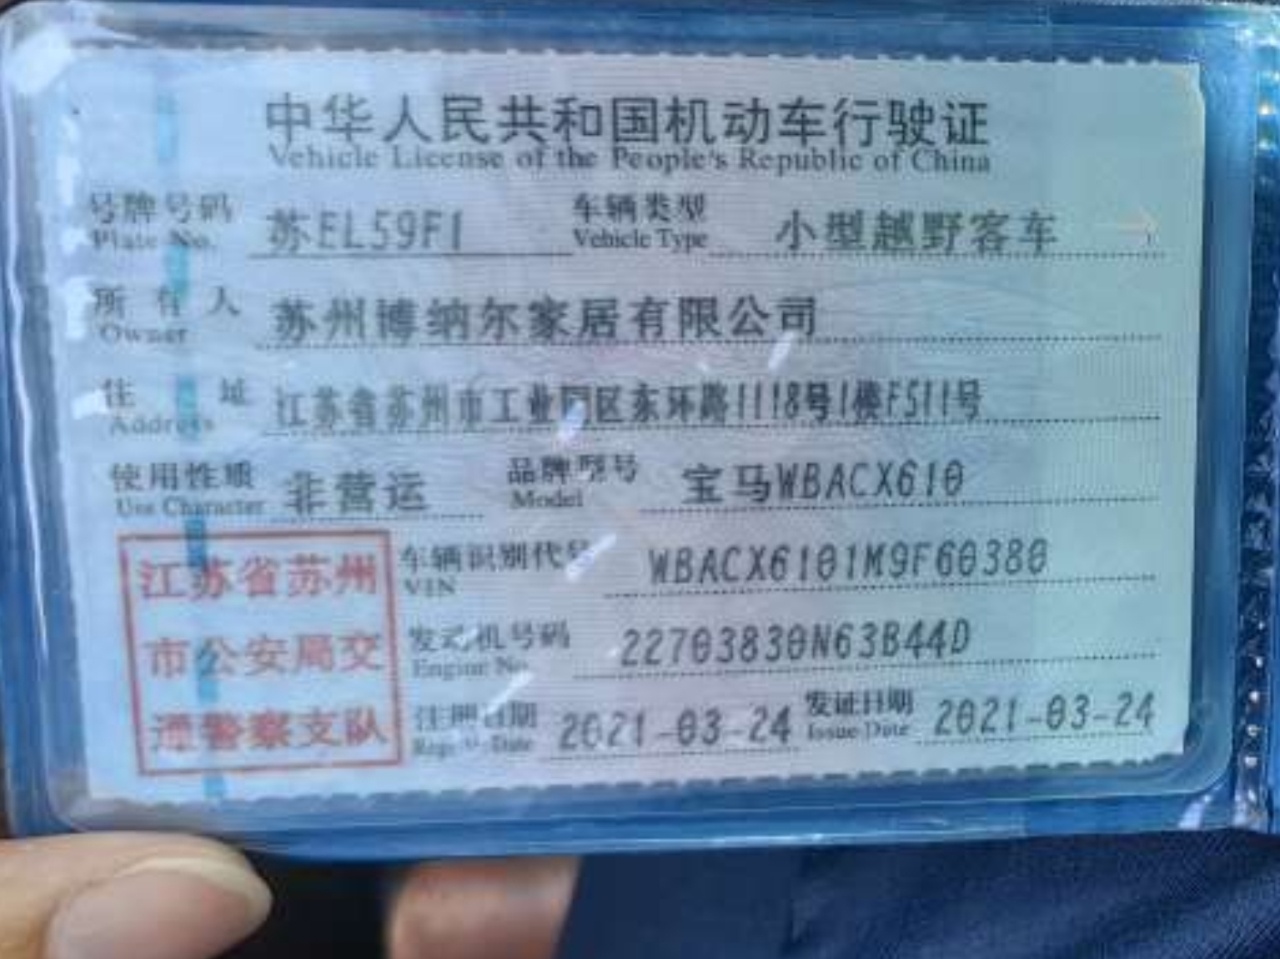 中华人民共和国机动车行驶证
Vehicle License of the People's Republic of China
号牌号码 苏EL59F1 车辆类型 小型越野客车
Plate No. Vehicle Type
所有人 苏州博纳尔家居有限公司
Owner
住址 江苏省苏州市工业园区东环路1118号1楼F511号
Address
使用性质 非营运 品牌型号 宝马WBACX610
Use Character Model
江苏省苏州 车辆识别代号 WBACX6101M9F60380
VIN
市公安局交 发动机号码 22703830N63B44D
Engine No.
通警察支队 注册日期 2021-03-24 发证日期 2021-03-24
Register Date Issue Date